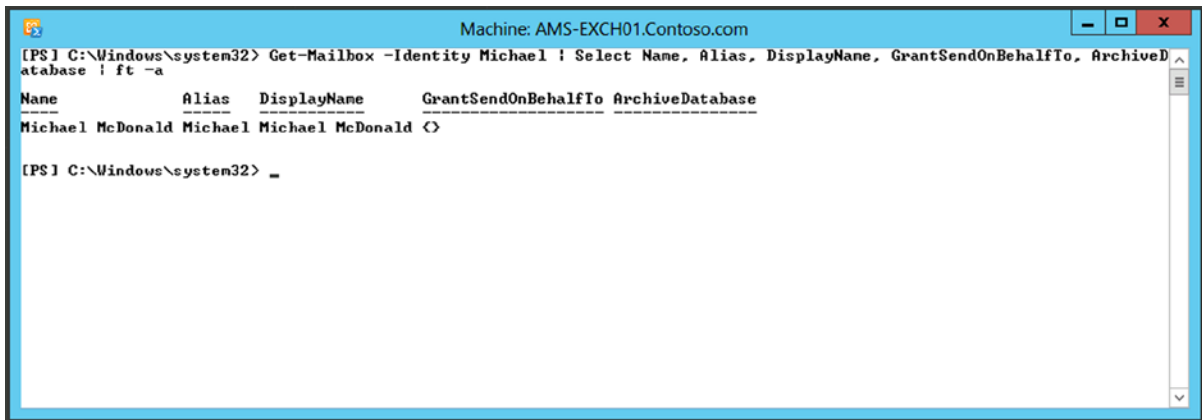 Machine: AMS-EXCH01.Contoso.com
[PS] C:\Windows\system32> Get-Mailbox -Identity Michael | Select Name, Alias, DisplayName, GrantSendOnBehalfTo, ArchiveD
atabase | ft -a
Name Alias DisplayName GrantSendOnBehalfTo ArchiveDatabase
---- ----- ----------- ------------------- ---------------
Michael McDonald Michael Michael McDonald {}
[PS] C:\Windows\system32> _